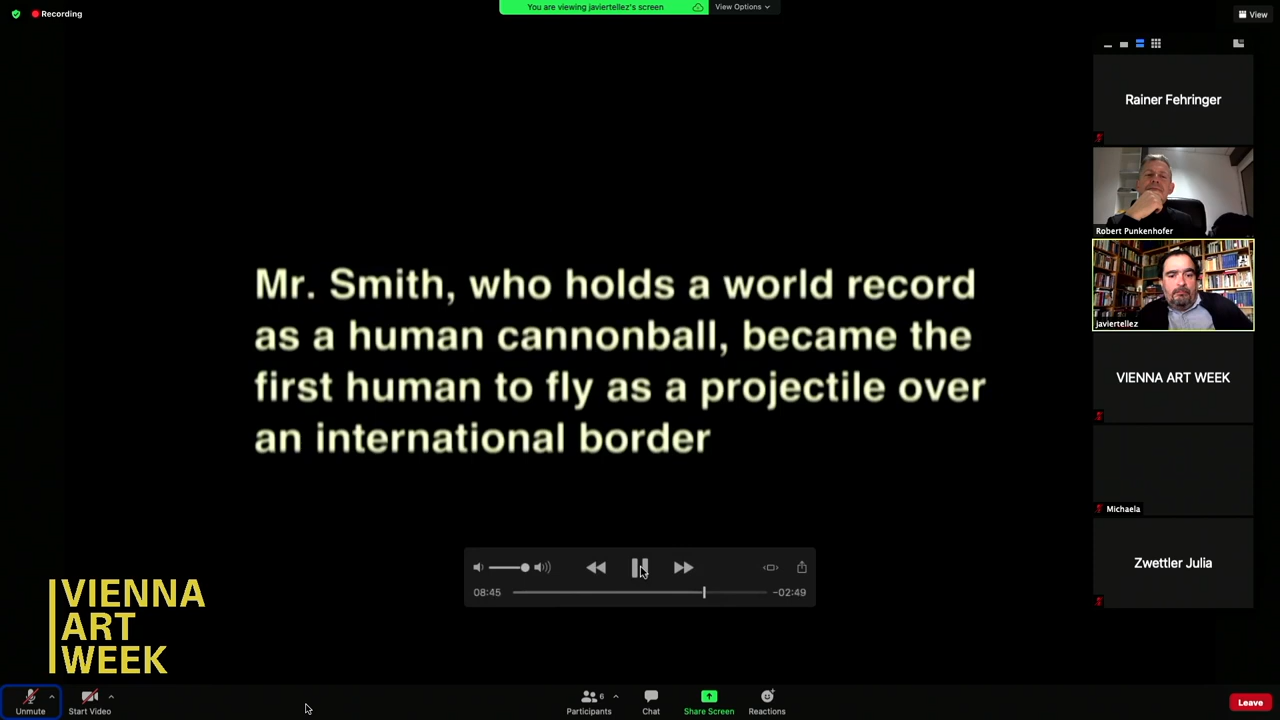 Recording
You are viewing javiertellez's screen
View Options
View
Rainer Fehringer
Robert Punkenhofer
Mr. Smith, who holds a world record
as a human cannonball, became the
first human to fly as a projectile over
an international border
Javiertellez
VIENNA ART WEEK
Michaela
Zwettler Julia
08:45
-02:49
VIENNA
ART
WEEK
Unmute
Start Video
Participants
6
Chat
Share Screen
Reactions
Leave